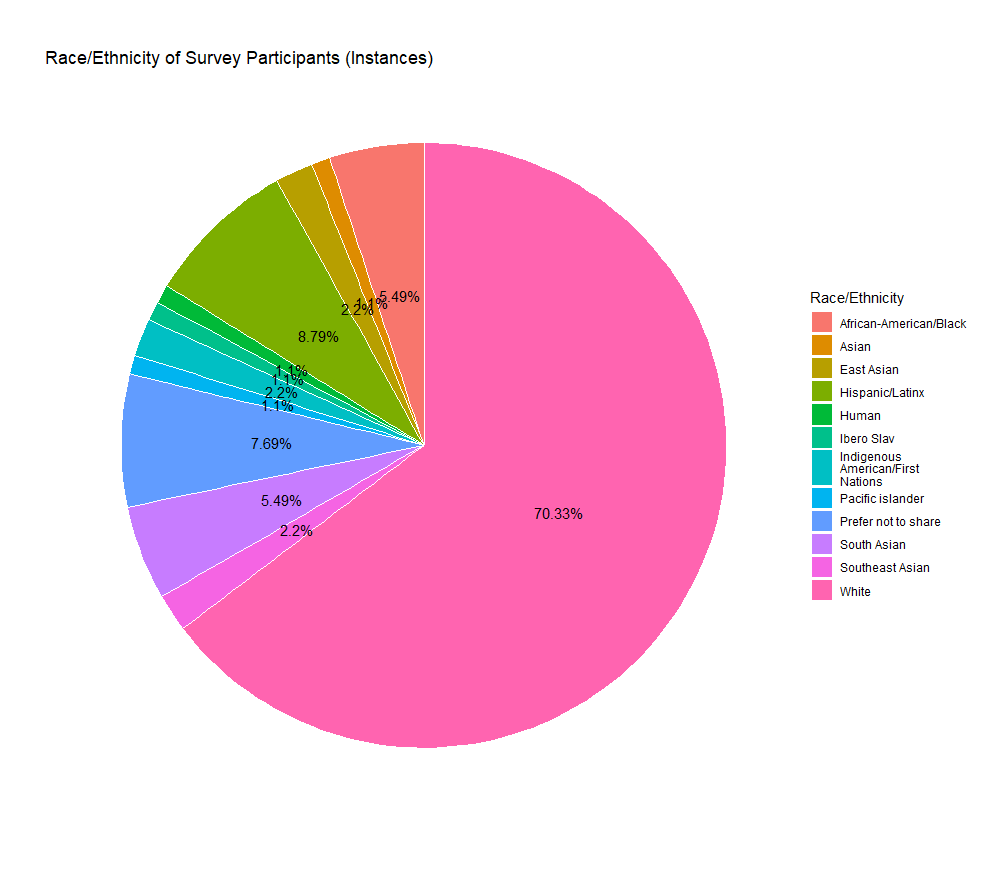 Race/Ethnicity of Survey Participants (Instances)
5.49%
1.1%
2.2%
8.79%
1.1%
1.1%
2.2%
1.1%
7.69%
5.49%
2.2%
70.33%
Race/Ethnicity
African-American/Black
Asian
East Asian
Hispanic/Latinx
Human
Ibero Slav
Indigenous
American/First
Nations
Pacific islander
Prefer not to share
South Asian
Southeast Asian
White